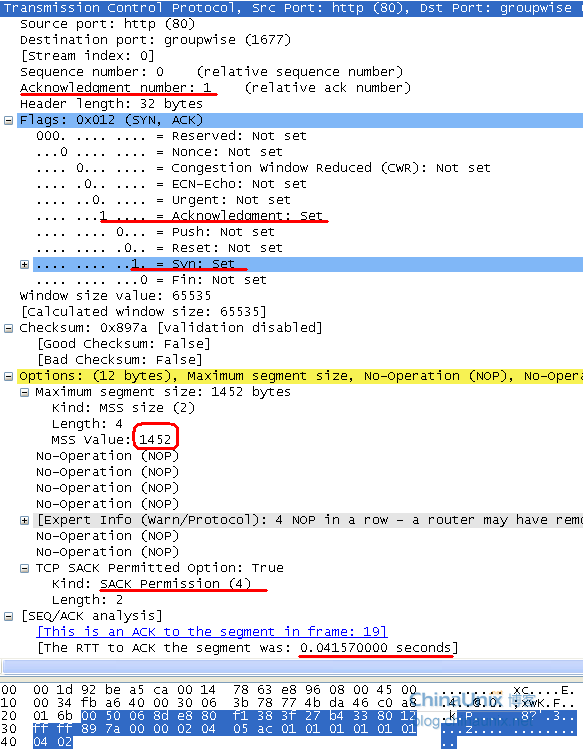 Transmission Control Protocol, Src Port: http (80), Dst Port: groupwise (
Source port: http (80)
Destination port: groupwise (1677)
[Stream index: 0]
Sequence number: 0    (relative sequence number)
Acknowledgment number: 1    (relative ack number)
Header length: 32 bytes
Flags: 0x012 (SYN, ACK)
000. .... .... = Reserved: Not set
...0 .... .... = Nonce: Not set
.... 0... .... = Congestion Window Reduced (CWR): Not set
.... .0.. .... = ECN-Echo: Not set
.... ..0. .... = Urgent: Not set
.... ...1 .... = Acknowledgment: Set
.... .... 0... = Push: Not set
.... .... .0.. = Reset: Not set
.... .... ..1. = Syn: Set
.... .... ...0 = Fin: Not set
Window size value: 65535
[Calculated window size: 65535]
Checksum: 0x897a [validation disabled]
[Good Checksum: False]
[Bad Checksum: False]
Options: (12 bytes), Maximum segment size, No-Operation (NOP), No-Opera
Maximum segment size: 1452 bytes
Kind: MSS size (2)
Length: 4
MSS Value: 1452
No-Operation (NOP)
No-Operation (NOP)
No-Operation (NOP)
No-Operation (NOP)
[Expert Info (Warn/Protocol): 4 NOP in a row - a router may have remo
No-Operation (NOP)
No-Operation (NOP)
TCP SACK Permitted Option: True
Kind: SACK Permission (4)
Length: 2
[SEQ/ACK analysis]
[This is an ACK to the segment in frame: 19]
[The RTT to ACK the segment was: 0.041570000 seconds]
00  00 1d 92 be a5 ca 00 14  78 63 e8 96 08 00 45 00
10  00 34 fb a6 40 00 30 06  3b 78 77 4b da 46 c0 a8
20  01 6b 00 50 06 8d e8 80  f1 38 3f 27 b4 33 80 12
30  ff ff 89 7a 00 00 02 04  05 ac 01 01 01 01 01 01
40  04 02
ChinaUnix 博客